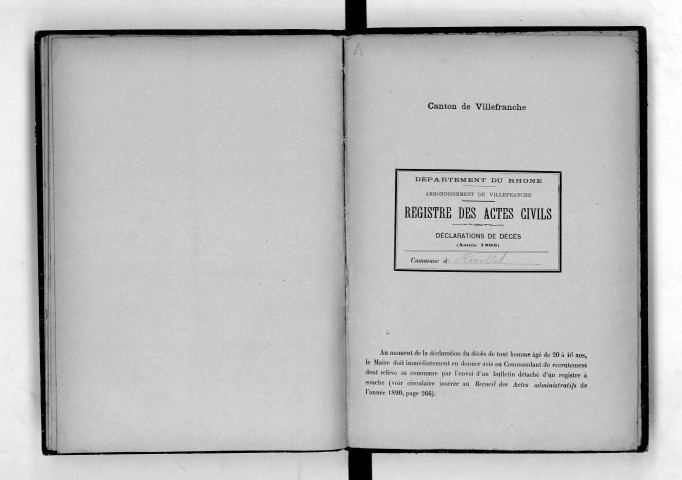 Canton de Villefranche
DÉPARTEMENT DU RHONE
ARRONDISSEMENT DE VILLEFRANCHE
REGISTRE DES ACTES CIVILS
DÉCLARATIONS DE DÉCÈS
Commune de Rivollet
Au moment de la déclaration du décès de tout homme âgé de 20 à 46 ans,
le Maire doit immédiatement en donner avis au Commandant de recrutement
dont relève sa commune par l'envoi d'un bulletin détaché d'un registre à
souche (voir circulaire insérée au Recueil des Actes administratifs de
l'année 1890, page 266).